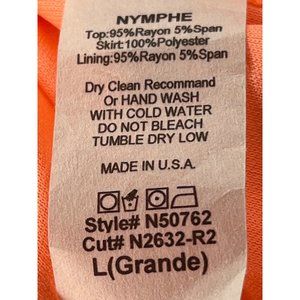 NYMPHE
Top:95%Rayon 5%Span
Skirt:100%Polyester
Lining:95%Rayon 5%Span
Dry Clean Recommand
Or HAND WASH
WITH COLD WATER
DO NOT BLEACH
TUMBLE DRY LOW
MADE IN U.S.A.
Style# N50762
Cut# N2632-R2
L(Grande)